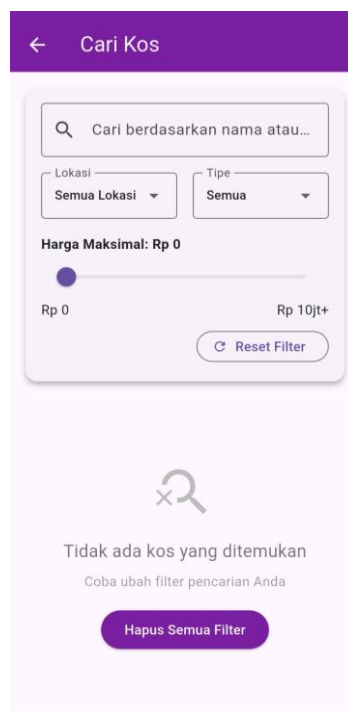 Cari Kos
Cari berdasarkan nama atau...
Lokasi
Tipe
Semua Lokasi
Semua
Harga Maksimal: Rp 0
Rp 0
Rp 10jt+
Reset Filter
Tidak ada kos yang ditemukan
Coba ubah filter pencarian Anda
Hapus Semua Filter